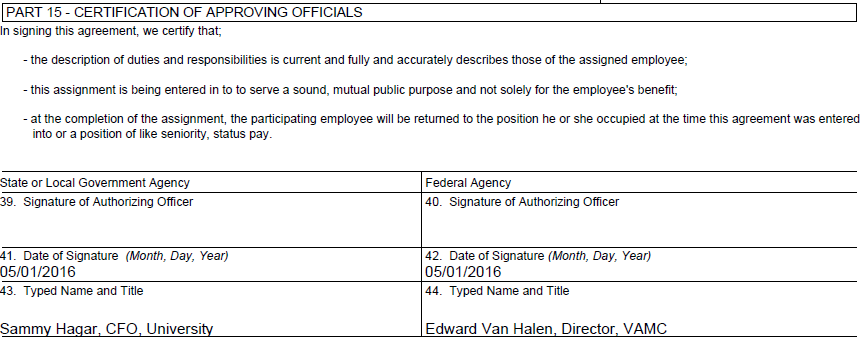 PART 15 - CERTIFICATION OF APPROVING OFFICIALS
In signing this agreement, we certify that;
- the description of duties and responsibilities is current and fully and accurately describes those of the assigned employee;
- this assignment is being entered in to to serve a sound, mutual public purpose and not solely for the employee's benefit;
- at the completion of the assignment, the participating employee will be returned to the position he or she occupied at the time this agreement was entered
into or a position of like seniority, status pay.
State or Local Government Agency
Federal Agency
39. Signature of Authorizing Officer
40. Signature of Authorizing Officer
41. Date of Signature (Month, Day, Year)
42. Date of Signature (Month, Day, Year)
05/01/2016
05/01/2016
43. Typed Name and Title
44. Typed Name and Title
Sammy Hagar, CFO, University
Edward Van Halen, Director, VAMC